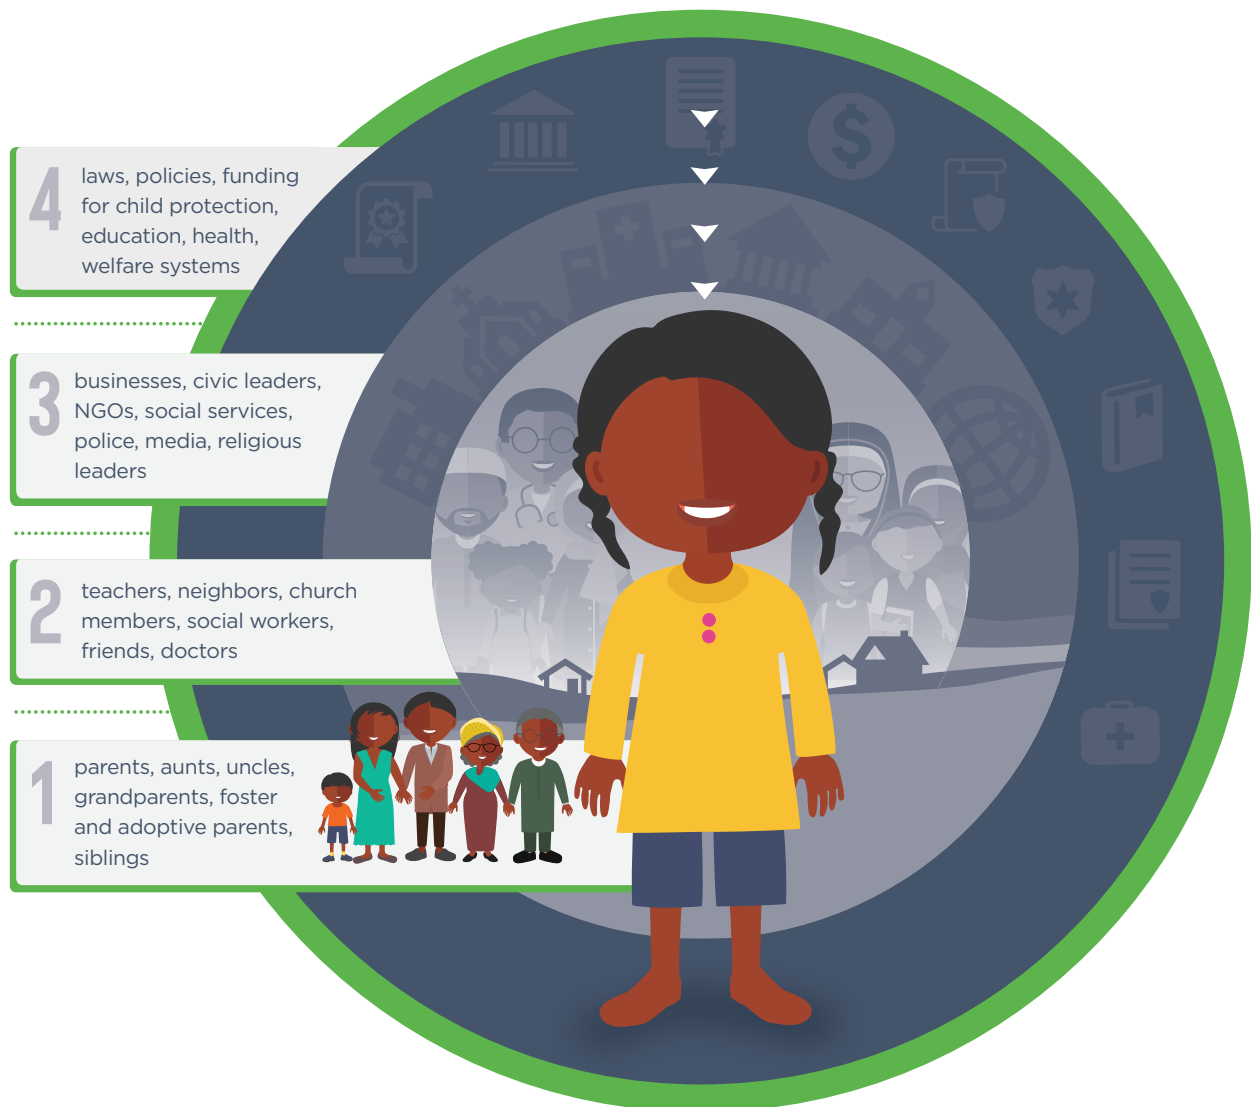 4
laws, policies, funding
for child protection,
education, health,
welfare systems
3
businesses, civic leaders,
NGOs, social services,
police, media, religious
leaders
2
teachers, neighbors, church
members, social workers,
friends, doctors
1
parents, aunts, uncles,
grandparents, foster
and adoptive parents,
siblings
$